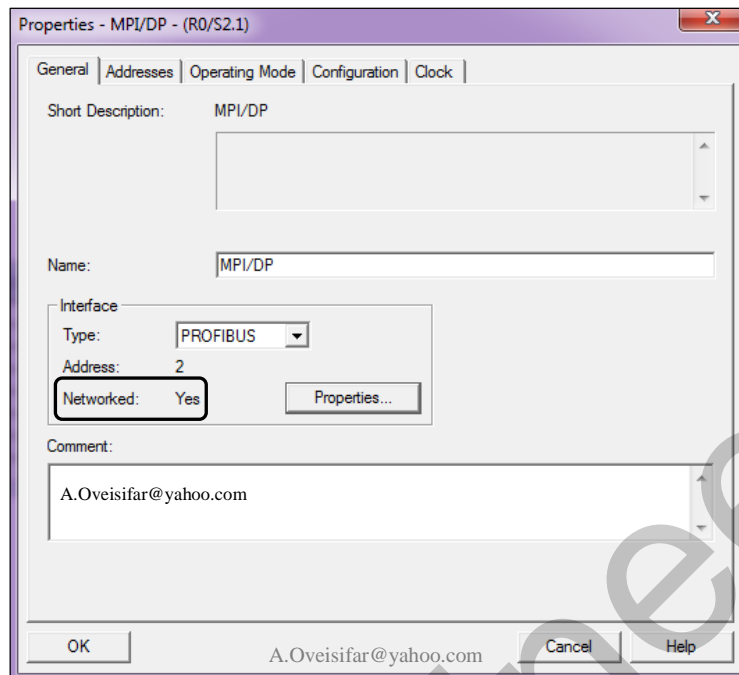 Properties - MPI/DP - (R0/S2.1)
General Addresses Operating Mode Configuration Clock
Short Description: MPI/DP
Name: MPI/DP
Interface
Type: PROFIBUS
Address: 2
Networked: Yes Properties...
Comment:
A.Oveisifar@yahoo.com
OK A.Oveisifar@yahoo.com Cancel Help